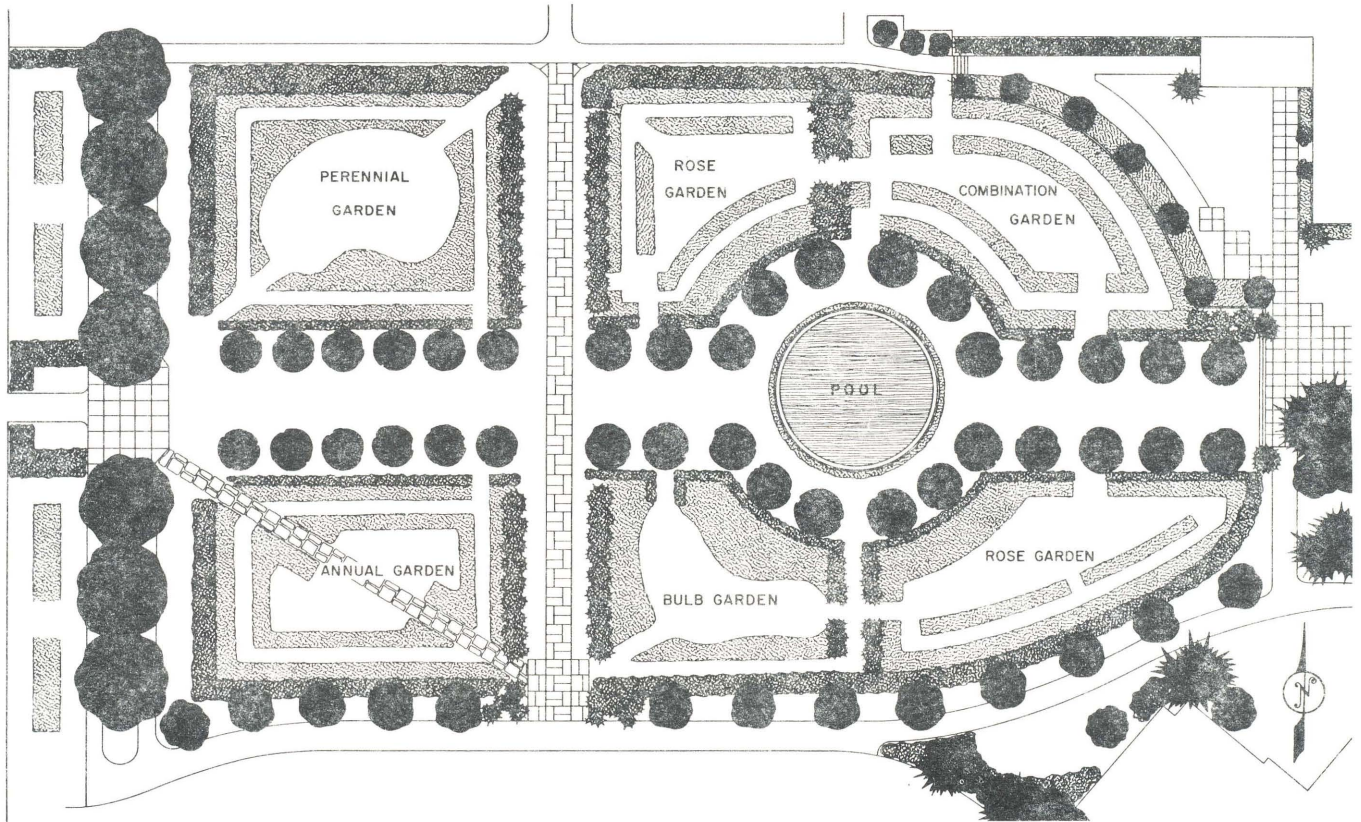 PERENNIAL
GARDEN
ROSE
GARDEN
COMBINATION
GARDEN
POOL
ANNUAL GARDEN
BULB GARDEN
ROSE GARDEN
N